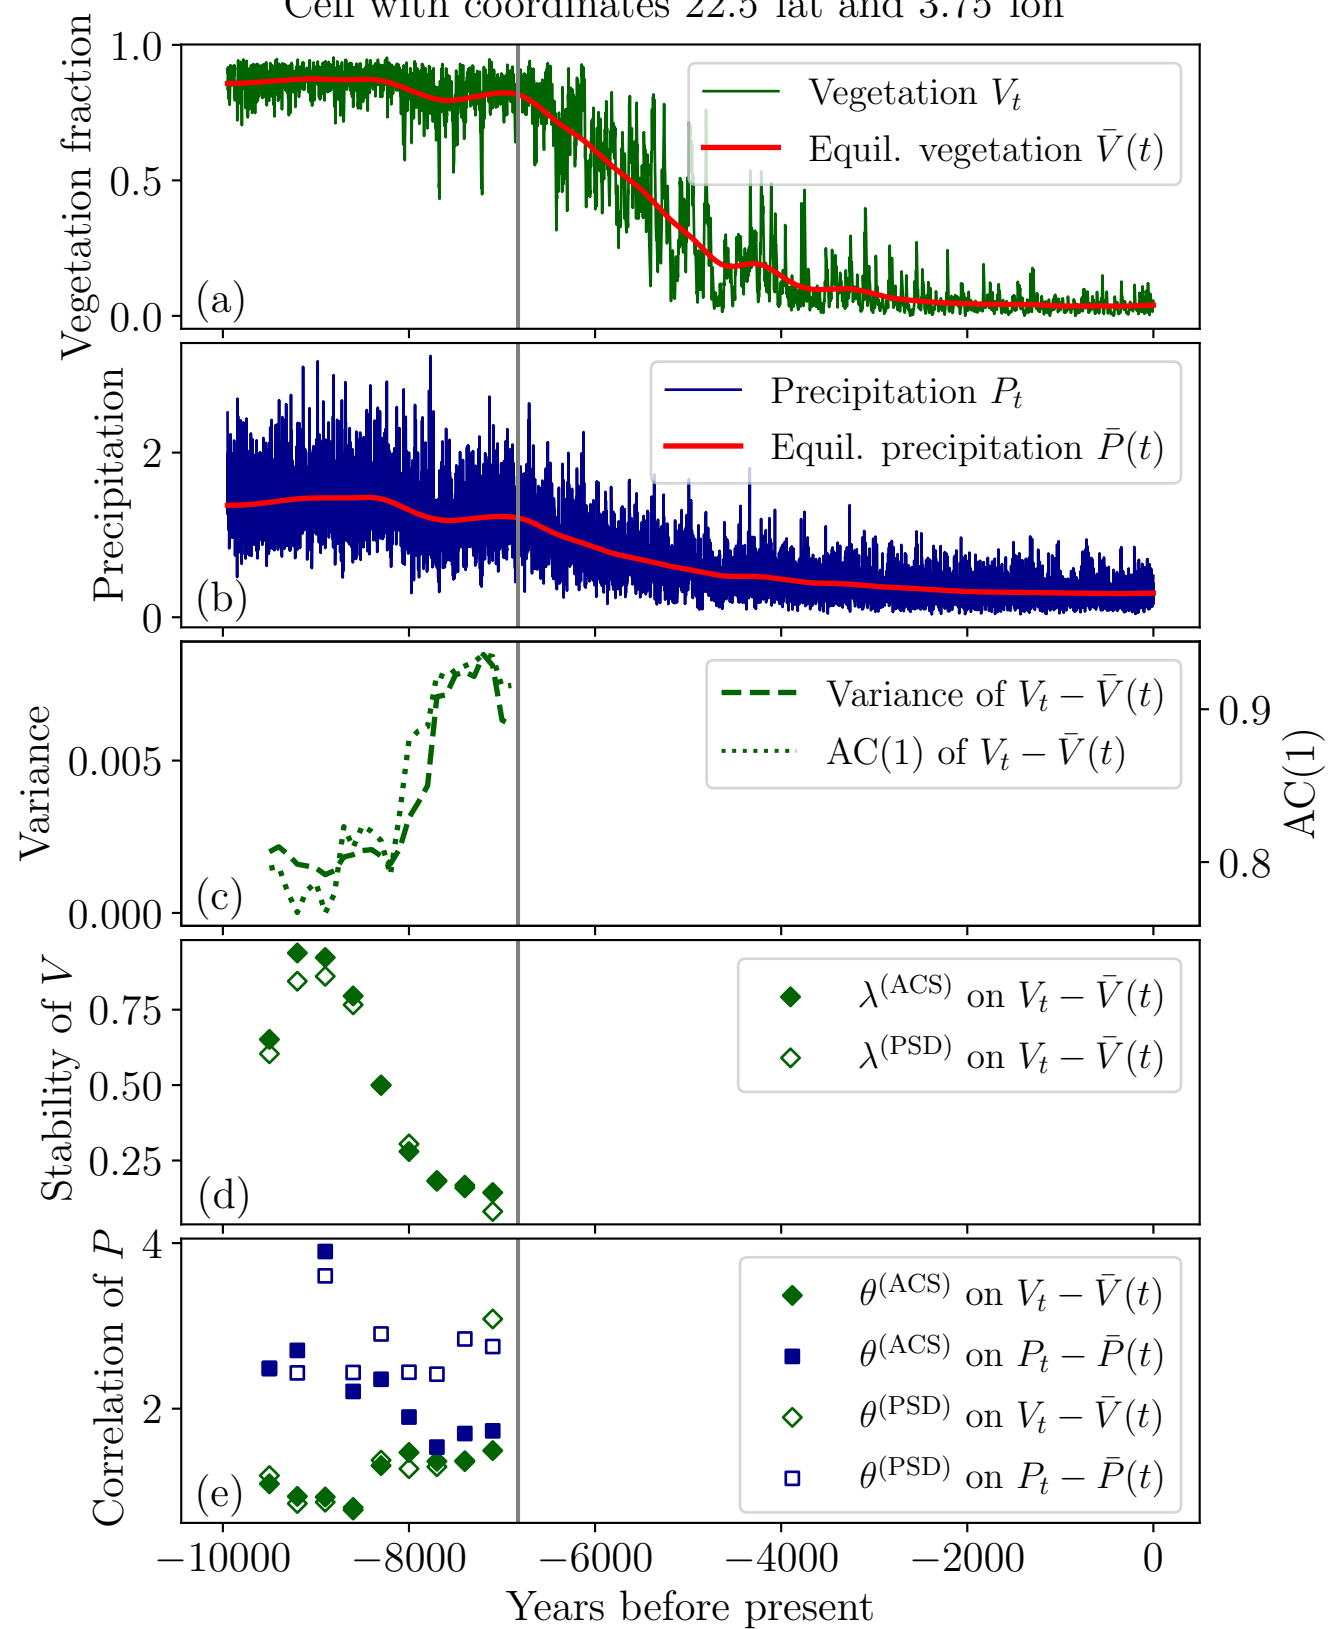 Cell with coordinates 22.5 lat and 3.75 lon
Vegetation fraction
1.0
0.5
0.0
(a)
Vegetation V_t
Equil. vegetation V̄(t)
Precipitation
2
0
(b)
Precipitation P_t
Equil. precipitation P̄(t)
Variance
0.005
0.000
(c)
Variance of V_t − V̄(t)
AC(1) of V_t − V̄(t)
0.9
0.8
AC(1)
Stability of V
0.75
0.50
0.25
(d)
λ^(ACS) on V_t − V̄(t)
λ^(PSD) on V_t − V̄(t)
Correlation of P
4
2
(e)
θ^(ACS) on V_t − V̄(t)
θ^(ACS) on P_t − P̄(t)
θ^(PSD) on V_t − V̄(t)
θ^(PSD) on P_t − P̄(t)
−10000 −8000 −6000 −4000 −2000 0
Years before present